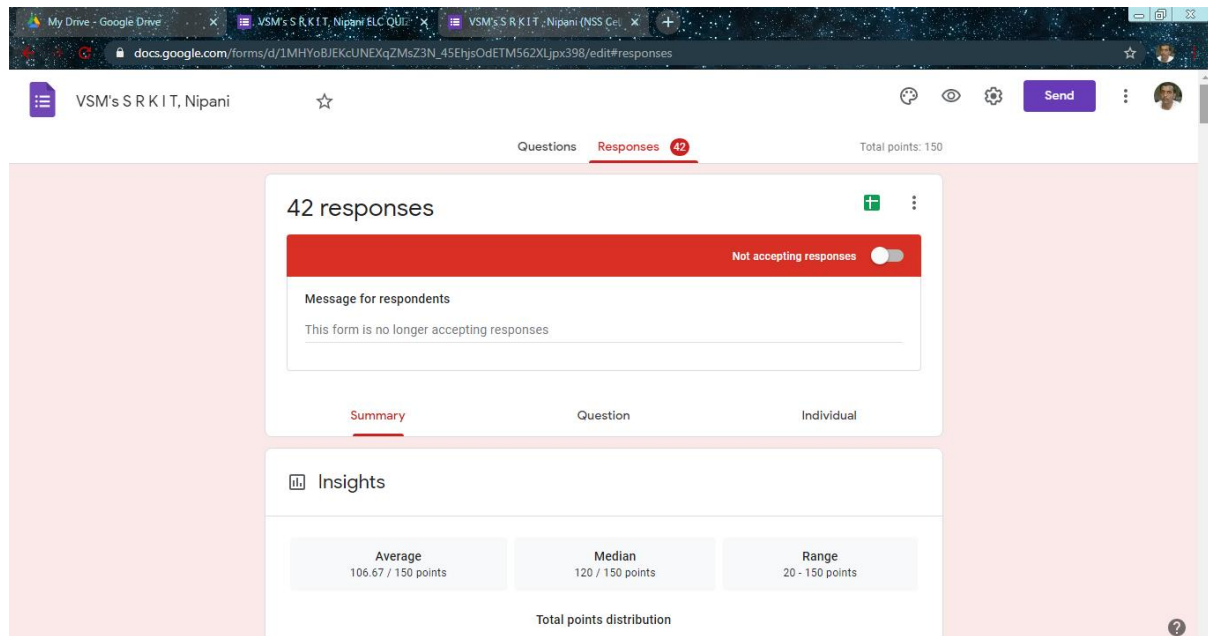 My Drive - Google Drive
VSM's S R K I T, Nipani ELC QUIZ
VSM's S R K I T ,Nipani (NSS Cel
docs.google.com/forms/d/1MHYoBJEKcUNEXqZMsZ3N_45EhjsOdETM562XLjpx398/edit#responses
VSM's S R K I T, Nipani
Send
Questions
Responses 42
Total points: 150
42 responses
Not accepting responses
Message for respondents
This form is no longer accepting responses
Summary
Question
Individual
Insights
Average
106.67 / 150 points
Median
120 / 150 points
Range
20 - 150 points
Total points distribution